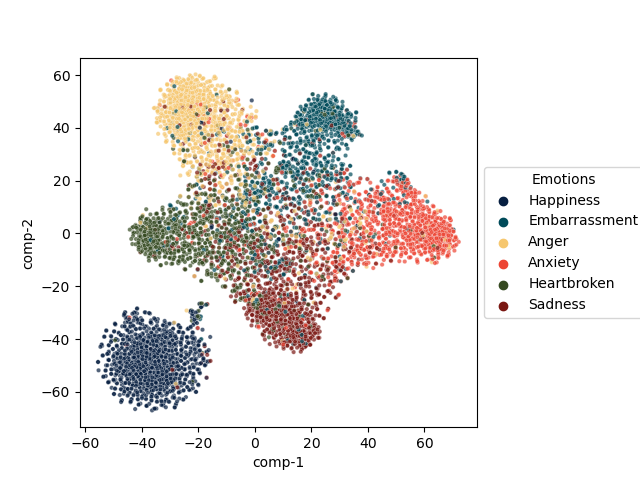 60
40
20
0
−20
−40
−60
comp-2
−60 −40 −20 0 20 40 60
comp-1
Emotions
Happiness
Embarrassment
Anger
Anxiety
Heartbroken
Sadness